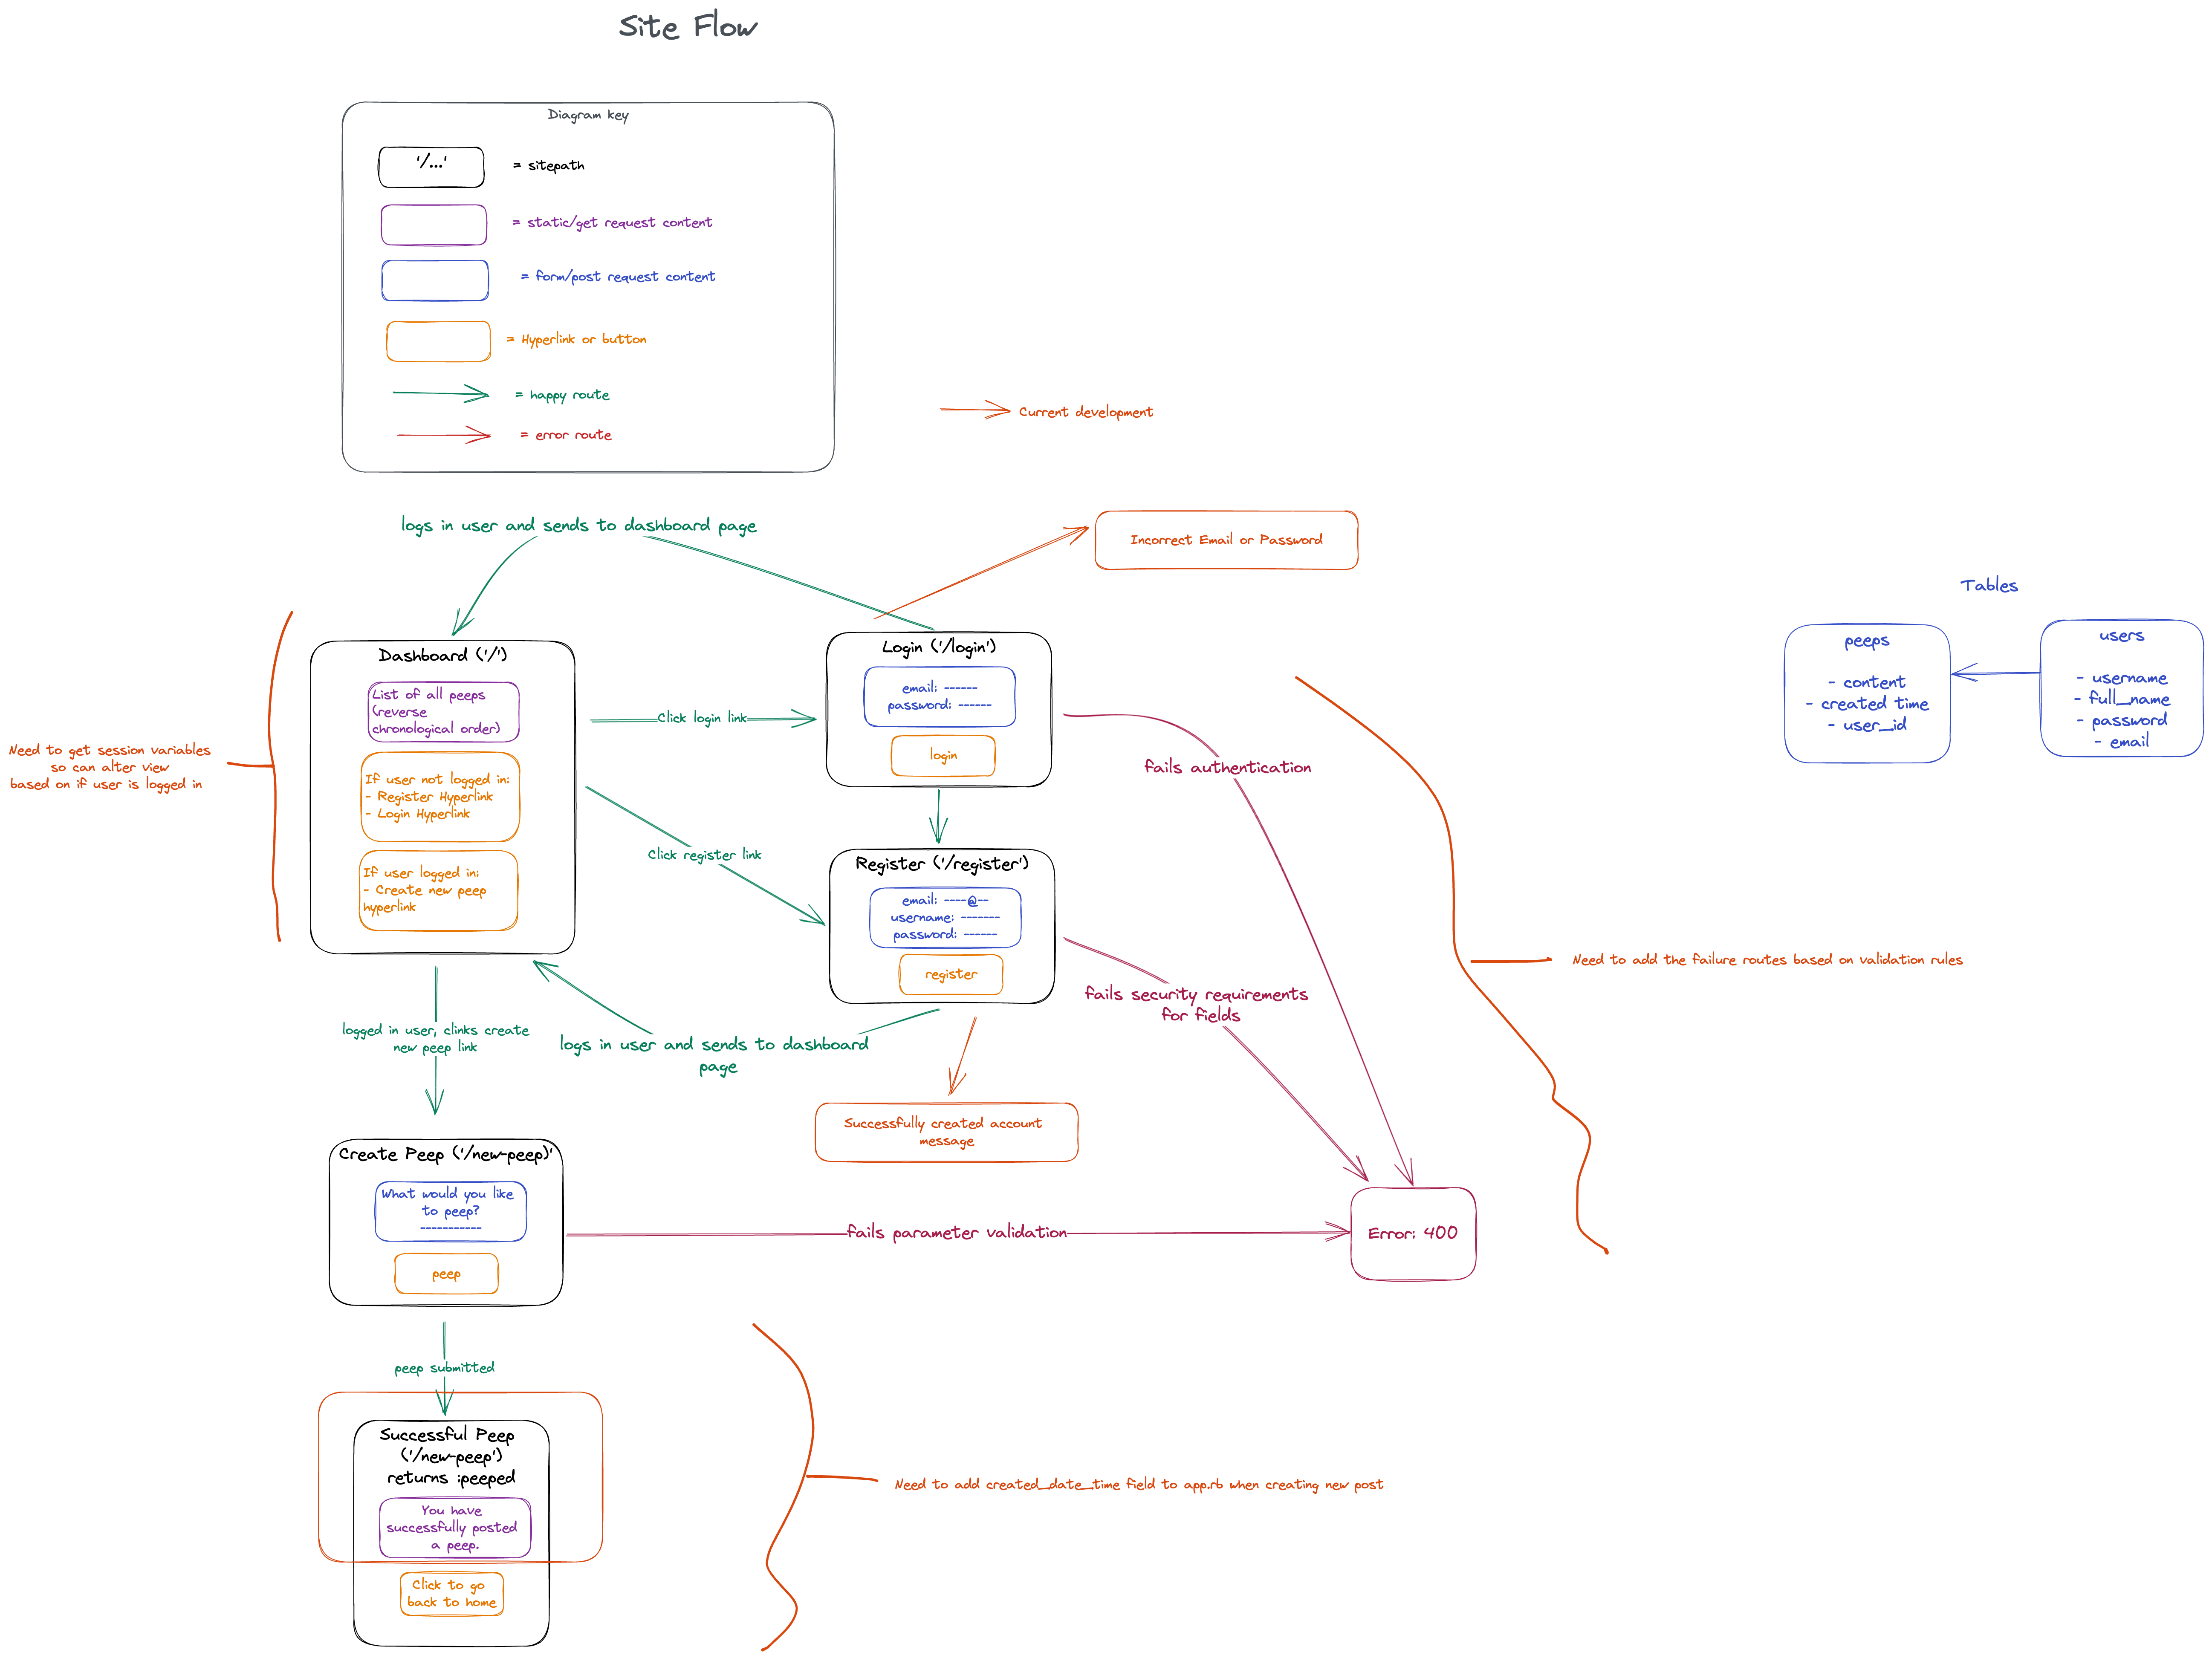 Site Flow
Diagram key
'/...'
= sitepath
= static/get request content
= form/post request content
= Hyperlink or button
= happy route
= error route
Current development
logs in user and sends to dashboard page
Incorrect Email or Password
Tables
peeps
- content
- created time
- user_id
users
- username
- full_name
- password
- email
Need to get session variables
so can alter view
based on if user is logged in
Dashboard ('/')
List of all peeps
(reverse
chronological order)
If user not logged in:
- Register Hyperlink
- Login Hyperlink
If user logged in:
- Create new peep
hyperlink
Click login link
Click register link
Login ('/login')
email: ------
password: ------
login
fails authentication
Register ('/register')
email: ----@--
username: -------
password: ------
register
fails security requirements
for fields
Need to add the failure routes based on validation rules
logged in user, clinks create
new peep link
logs in user and sends to dashboard
page
Successfully created account
message
Create Peep ('/new-peep)'
What would you like
to peep?
-----------
peep
fails parameter validation
Error: 400
peep submitted
Successful Peep
('/new-peep')
returns :peeped
You have
successfully posted
a peep.
Click to go
back to home
Need to add created_date_time field to app.rb when creating new post